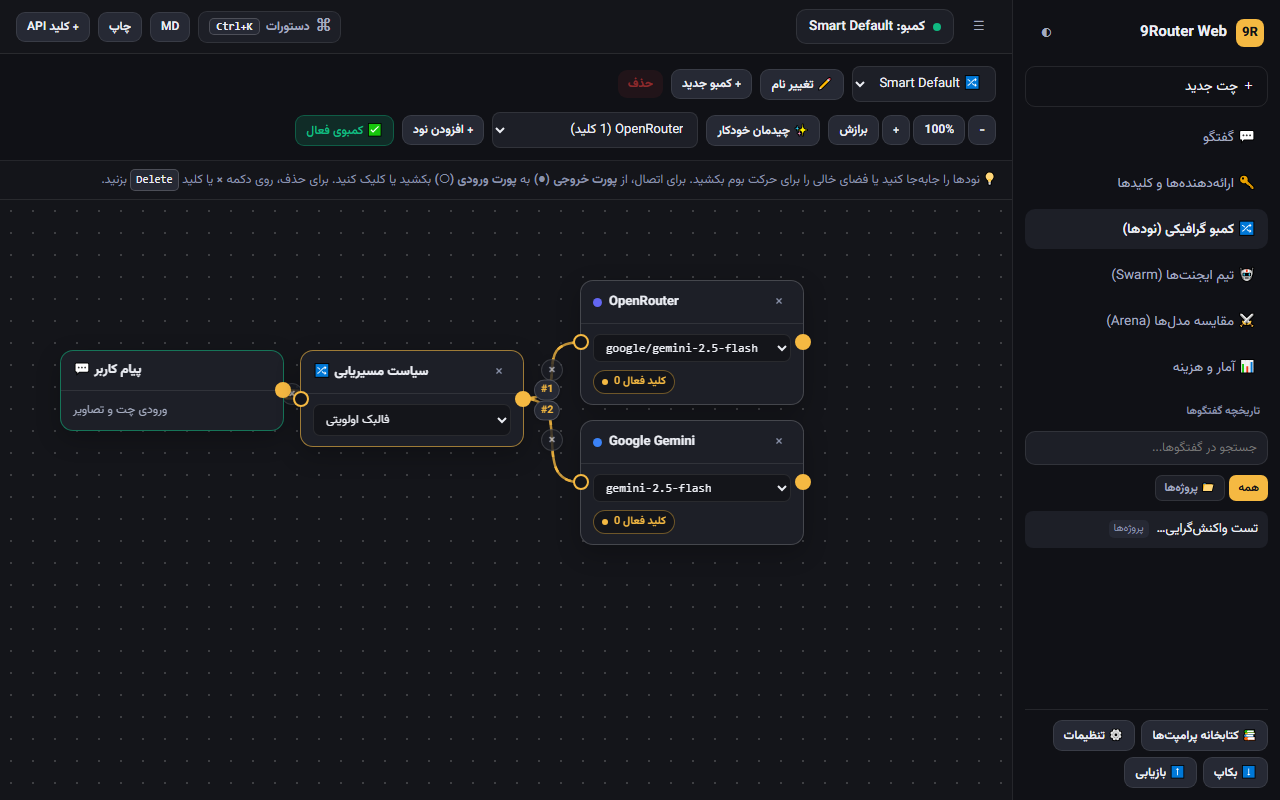 9R 9Router Web
+ چت جدید
💬 گفتگو
🔑 ارائه‌دهنده‌ها و کلیدها
🔀 کمبو گرافیکی (نودها)
تیم ایجنت‌ها (Swarm)
⚔️ مقایسه مدل‌ها (Arena)
📊 آمار و هزینه
تاریخچه گفتگوها
جستجو در گفتگوها...
همه 📁 پروژه‌ها
تست واکنش‌گرایی... پروژه‌ها
📚 کتابخانه پرامپت‌ها ⚙️ تنظیمات
⬇️ بکاپ ⬆️ بازیابی
☰ کمبو: Smart Default
⌘ دستورات Ctrl+K MD چاپ + کلید API
🔀 Smart Default ✏️ تغییر نام + کمبو جدید حذف
- 100% + برازش ✨ چیدمان خودکار OpenRouter (1 کلید) + افزودن نود ✅ کمبوی فعال
💡 نودها را جابه‌جا کنید یا فضای خالی را برای حرکت بوم بکشید. برای اتصال، از پورت خروجی (●) به پورت ورودی (○) بکشید یا کلیک کنید. برای حذف، روی دکمه × یا کلید Delete بزنید.
💬 پیام کاربر
ورودی چت و تصاویر
🔀 سیاست مسیریابی ×
فالبک اولویتی
×
#1
#2
×
OpenRouter ×
google/gemini-2.5-flash
● 0 کلید فعال
Google Gemini ×
gemini-2.5-flash
● 0 کلید فعال